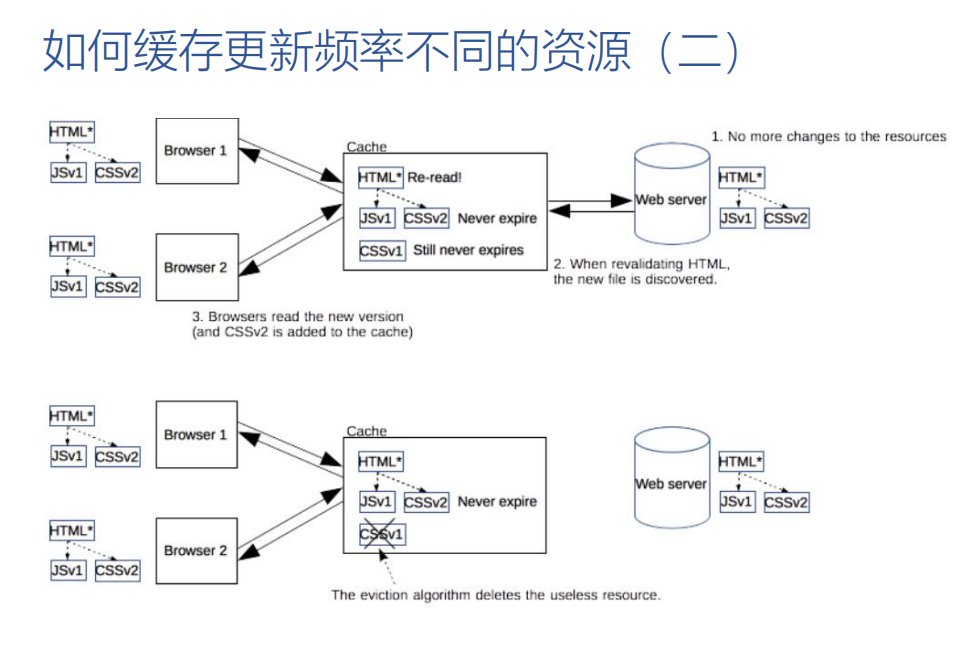 如何缓存更新频率不同的资源（二）
1. No more changes to the resources
HTML*
Browser 1
Cache
HTML* Re-read!
Web server
HTML*
JSv1 CSSv2
JSv1 CSSv2 Never expire
JSv1 CSSv2
HTML*
Browser 2
CSSv1 Still never expires
2. When revalidating HTML,
the new file is discovered.
JSv1 CSSv2
3. Browsers read the new version
(and CSSv2 is added to the cache)
HTML*
Browser 1
Cache
HTML*
Web server
HTML*
JSv1 CSSv2
JSv1 CSSv2 Never expire
JSv1 CSSv2
HTML*
Browser 2
CSSv1
JSv1 CSSv2
The eviction algorithm deletes the useless resource.